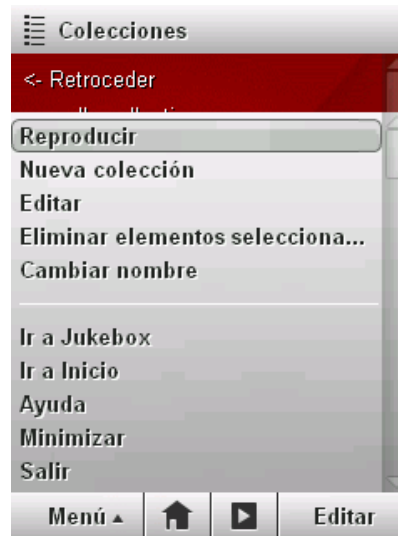 Colecciones
<- Retroceder
Reproducir
Nueva colección
Editar
Eliminar elementos selecciona...
Cambiar nombre
Ir a Jukebox
Ir a Inicio
Ayuda
Minimizar
Salir
Menú Editar